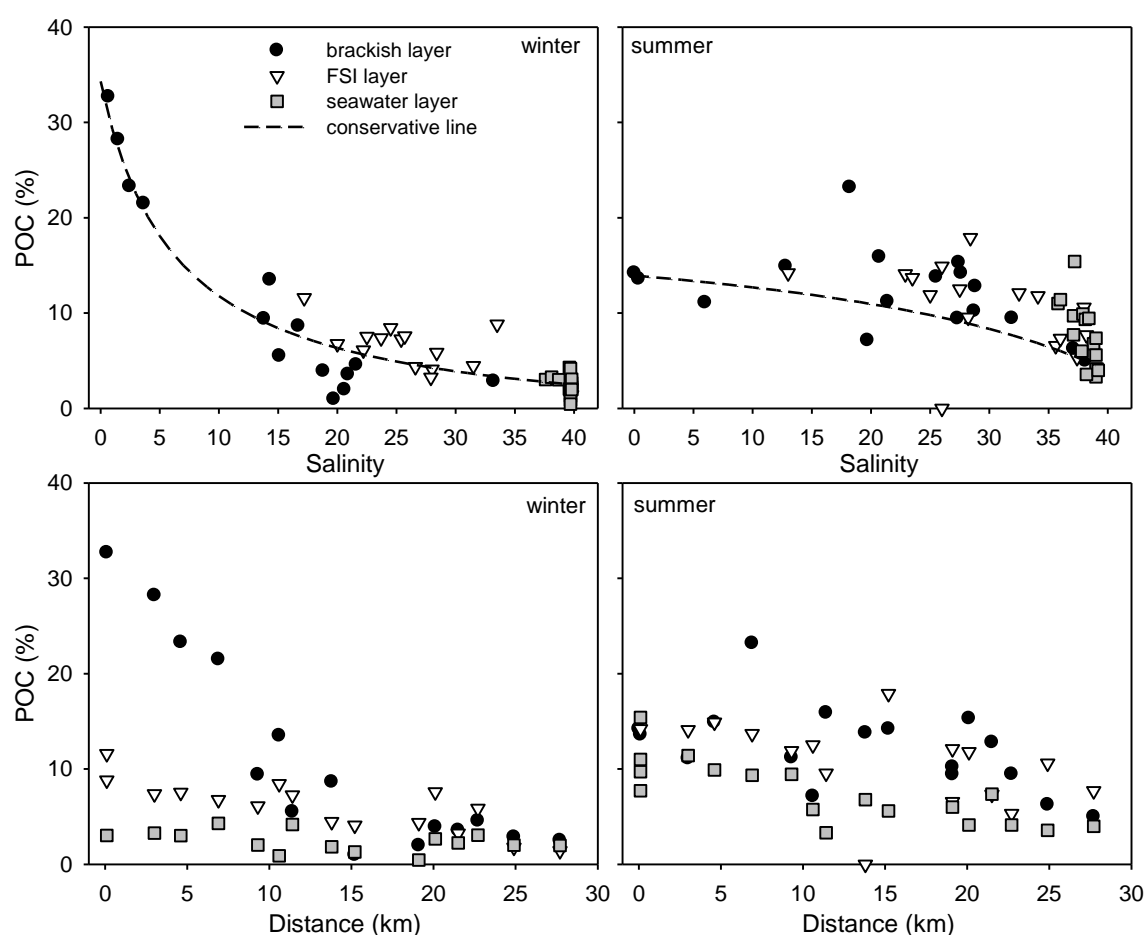 40
30
20
10
0
POC (%)
winter
brackish layer
FSI layer
seawater layer
conservative line
0 5 10 15 20 25 30 35 40
Salinity
summer
0 5 10 15 20 25 30 35 40
Salinity
40
30
20
10
0
POC (%)
winter
0 5 10 15 20 25 30
Distance (km)
summer
0 5 10 15 20 25 30
Distance (km)